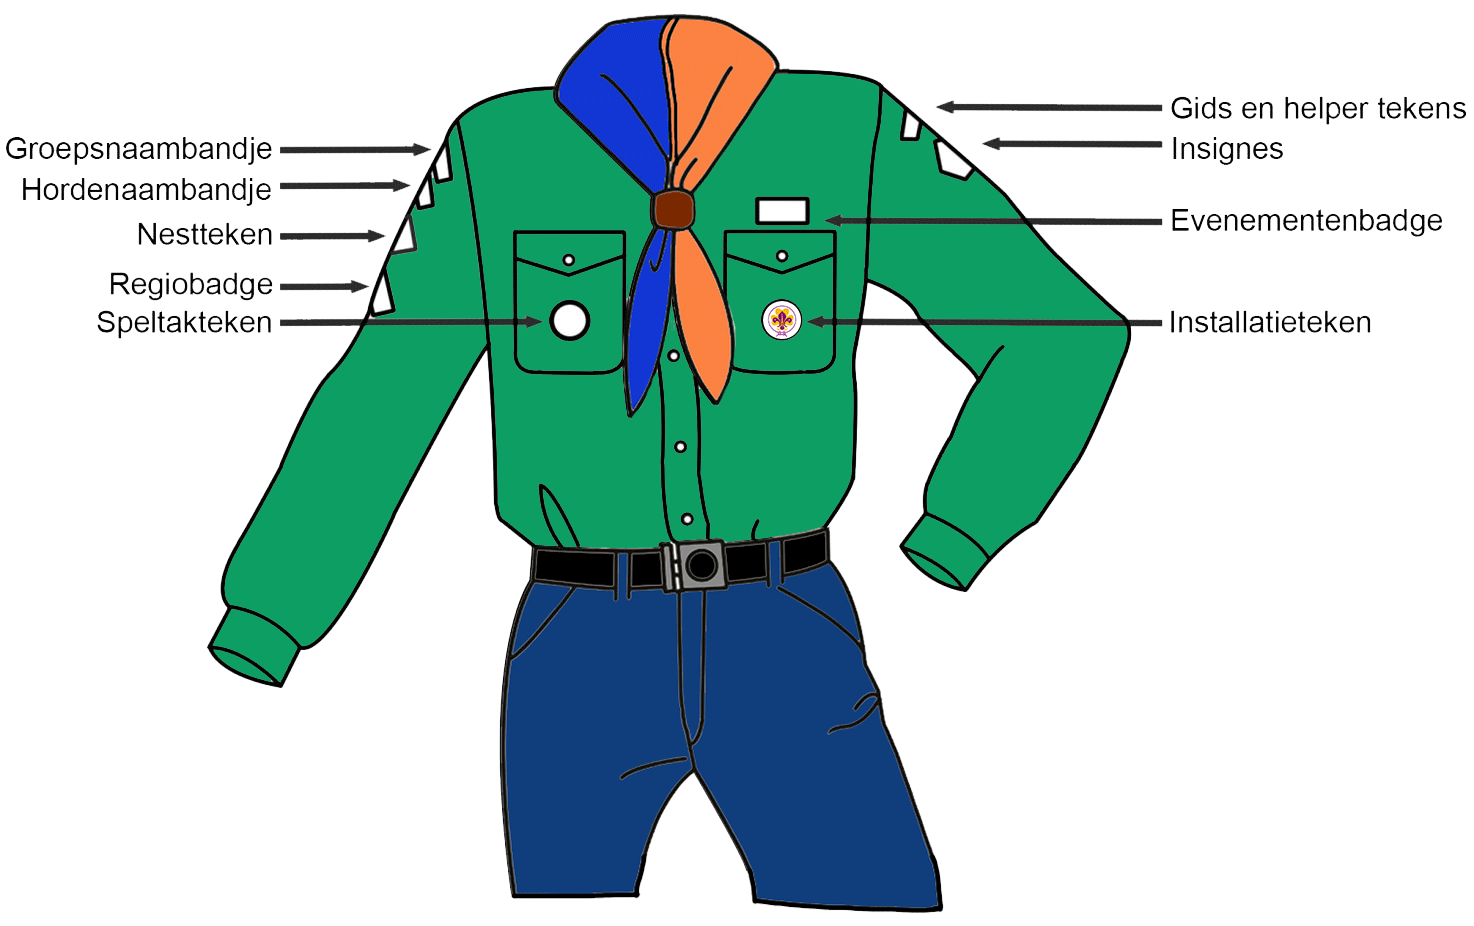 Groepsnaambandje
Hordenaambandje
Nestteken
Regiobadge
Speltakteken
Gids en helper tekens
Insignes
Evenementenbadge
Installatieteken